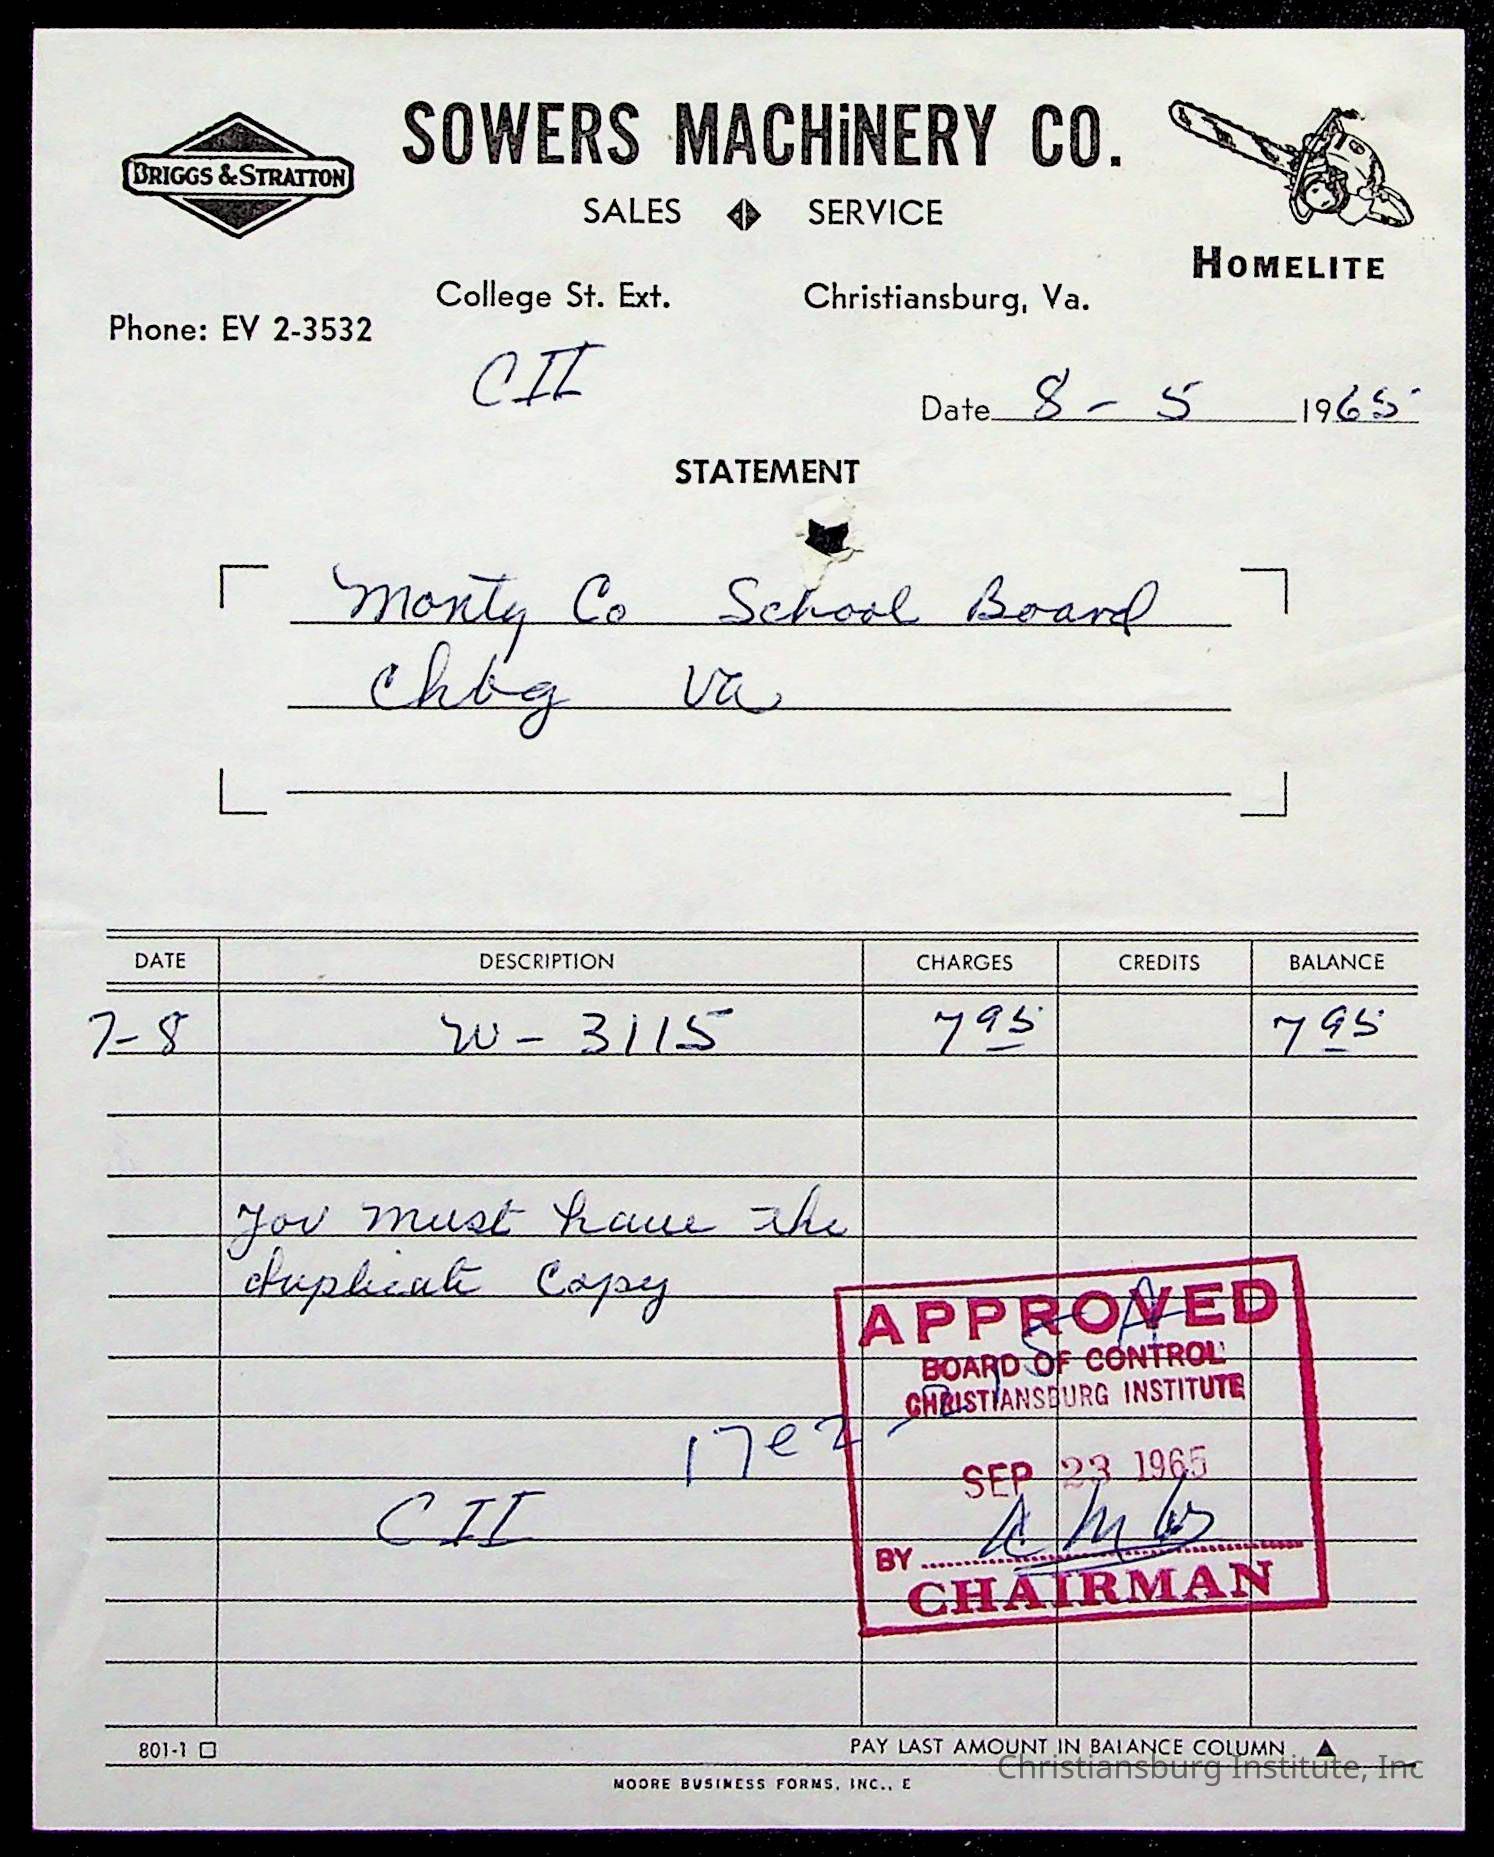 BRIGGS & STRATTON
SOWERS MACHiNERY CO.
SALES SERVICE
HOMELITE
College St. Ext. Christiansburg, Va.
Phone: EV 2-3532
CII
Date 8-5 1965
STATEMENT
Monty Co School Board
Chbg Va
DATE DESCRIPTION CHARGES CREDITS BALANCE
7-8 W-3115 795 795
You must have the
duplicate Copy
APPROVED
BOARD OF CONTROL
CHRISTIANSBURG INSTITUTE
17e2
SEP 23 1965
CII
BY
CHAIRMAN
801-1 PAY LAST AMOUNT IN BALANCE COLUMN
Christiansburg Institute, Inc
MOORE BUSINESS FORMS, INC., E